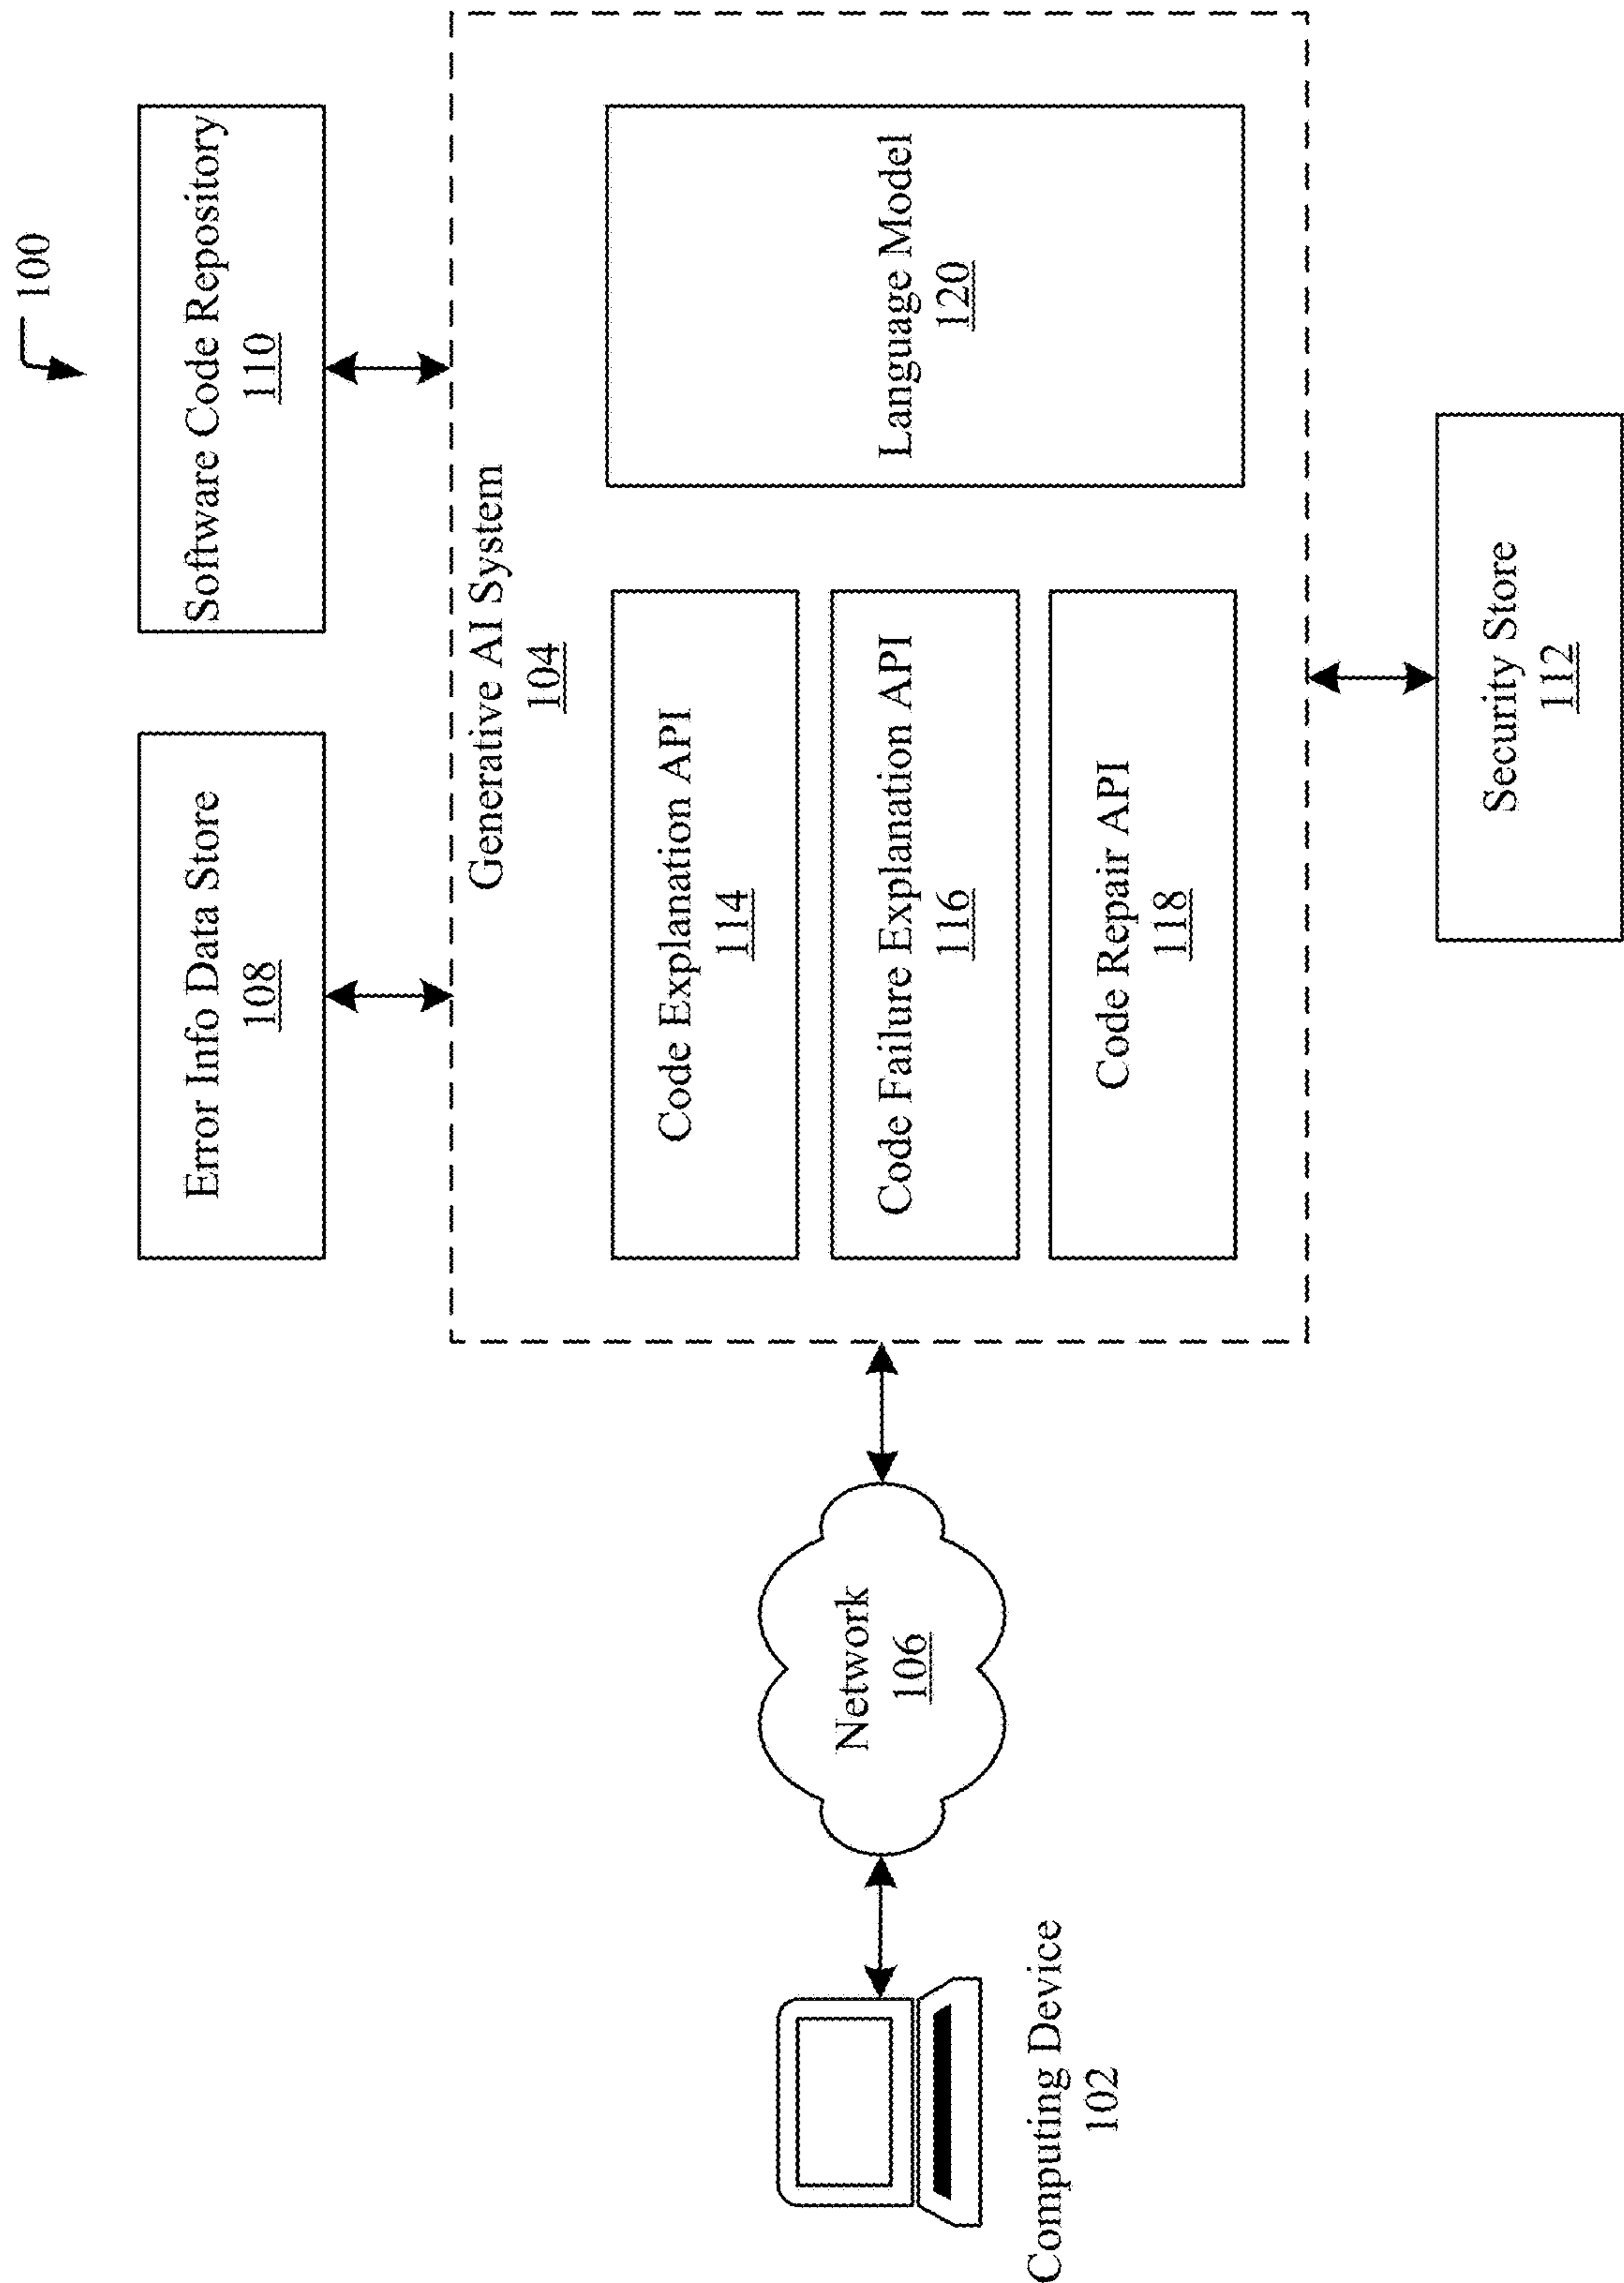 100
Error Info Data Store
108
Software Code Repository
110
Generative AI System
104
Code Explanation API
114
Code Failure Explanation API
116
Code Repair API
118
Language Model
120
Network
106
Computing Device
102
Security Store
112